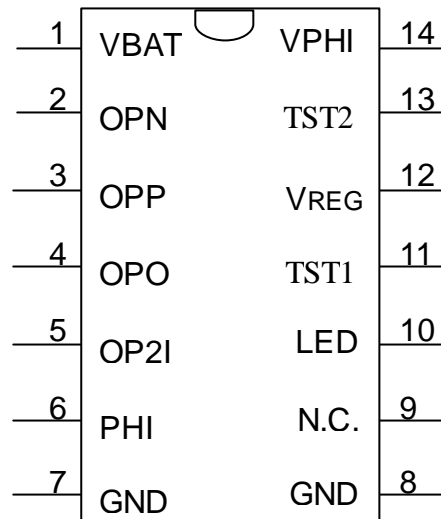 1 VBAT VPHI 14
2 OPN TST2 13
3 OPP VREG 12
4 OPO TST1 11
5 OP2I LED 10
6 PHI N.C. 9
7 GND GND 8